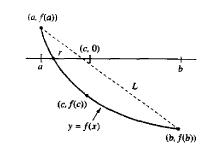 (a, f(a))
(c, 0)
a
r
b
L
(c, f(c))
y = f(x)
(b, f(b))